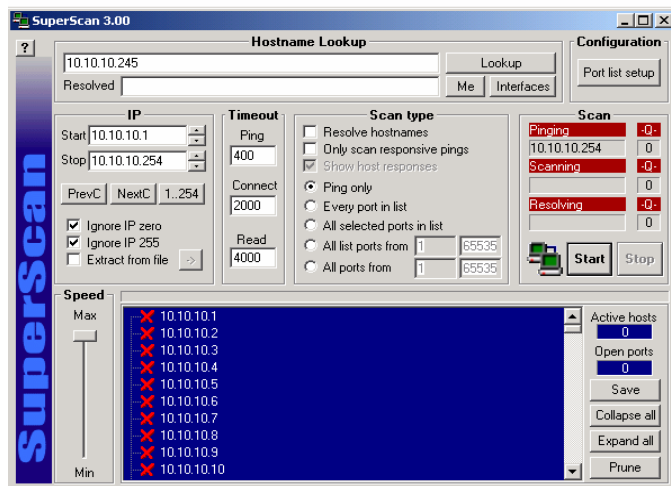 SuperScan 3.00
?
Hostname Lookup
10.10.10.245
Lookup
Resolved
Me
Interfaces
Configuration
Port list setup
IP
Start 10.10.10.1
Stop 10.10.10.254
PrevC
NextC
1..254
Ignore IP zero
Ignore IP 255
Extract from file
->
Timeout
Ping
400
Connect
2000
Read
4000
Scan type
Resolve hostnames
Only scan responsive pings
Show host responses
Ping only
Every port in list
All selected ports in list
All list ports from 1 65535
All ports from 1 65535
Scan
Pinging -Q-
10.10.10.254 0
Scanning -Q-
0
Resolving -Q-
0
Start
Stop
SuperScan
Speed
Max
Min
10.10.10.1
10.10.10.2
10.10.10.3
10.10.10.4
10.10.10.5
10.10.10.6
10.10.10.7
10.10.10.8
10.10.10.9
10.10.10.10
Active hosts
0
Open ports
0
Save
Collapse all
Expand all
Prune